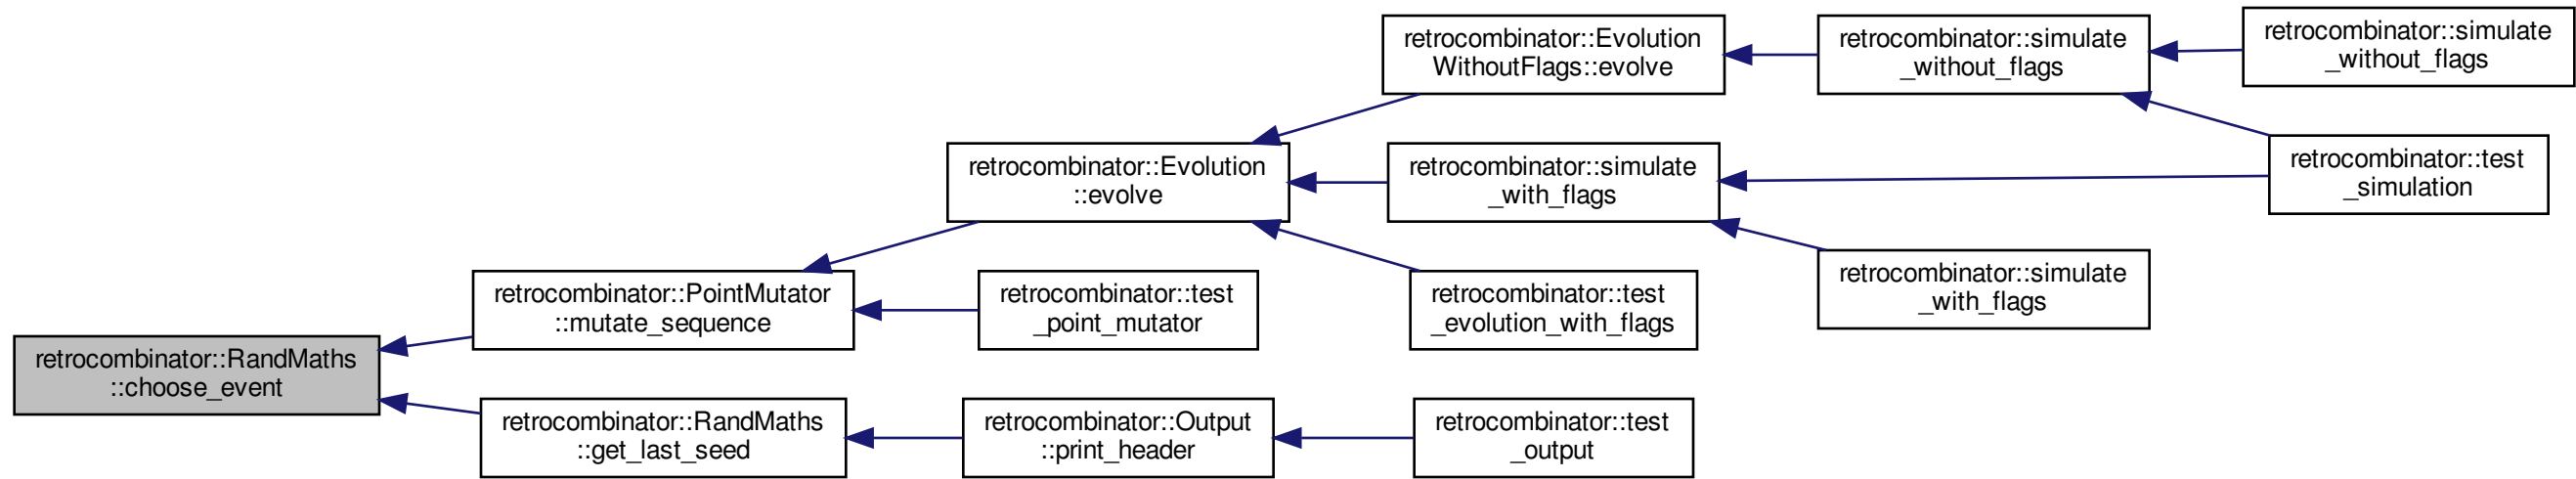 retrocombinator::RandMaths
::choose_event
retrocombinator::PointMutator
::mutate_sequence
retrocombinator::Evolution
::evolve
retrocombinator::Evolution
WithoutFlags::evolve
retrocombinator::simulate
_without_flags
retrocombinator::simulate
_without_flags
retrocombinator::test
_simulation
retrocombinator::simulate
_with_flags
retrocombinator::simulate
_with_flags
retrocombinator::test
_evolution_with_flags
retrocombinator::test
_point_mutator
retrocombinator::RandMaths
::get_last_seed
retrocombinator::Output
::print_header
retrocombinator::test
_output